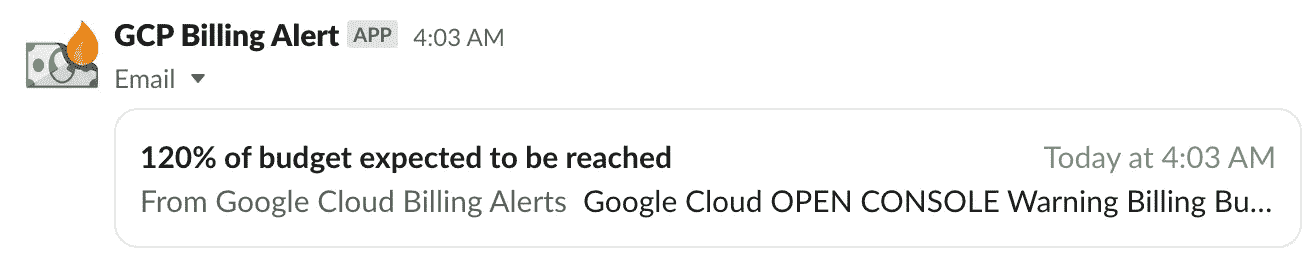 GCP Billing Alert APP 4:03 AM
Email
120% of budget expected to be reached Today at 4:03 AM
From Google Cloud Billing Alerts Google Cloud OPEN CONSOLE Warning Billing Bu...